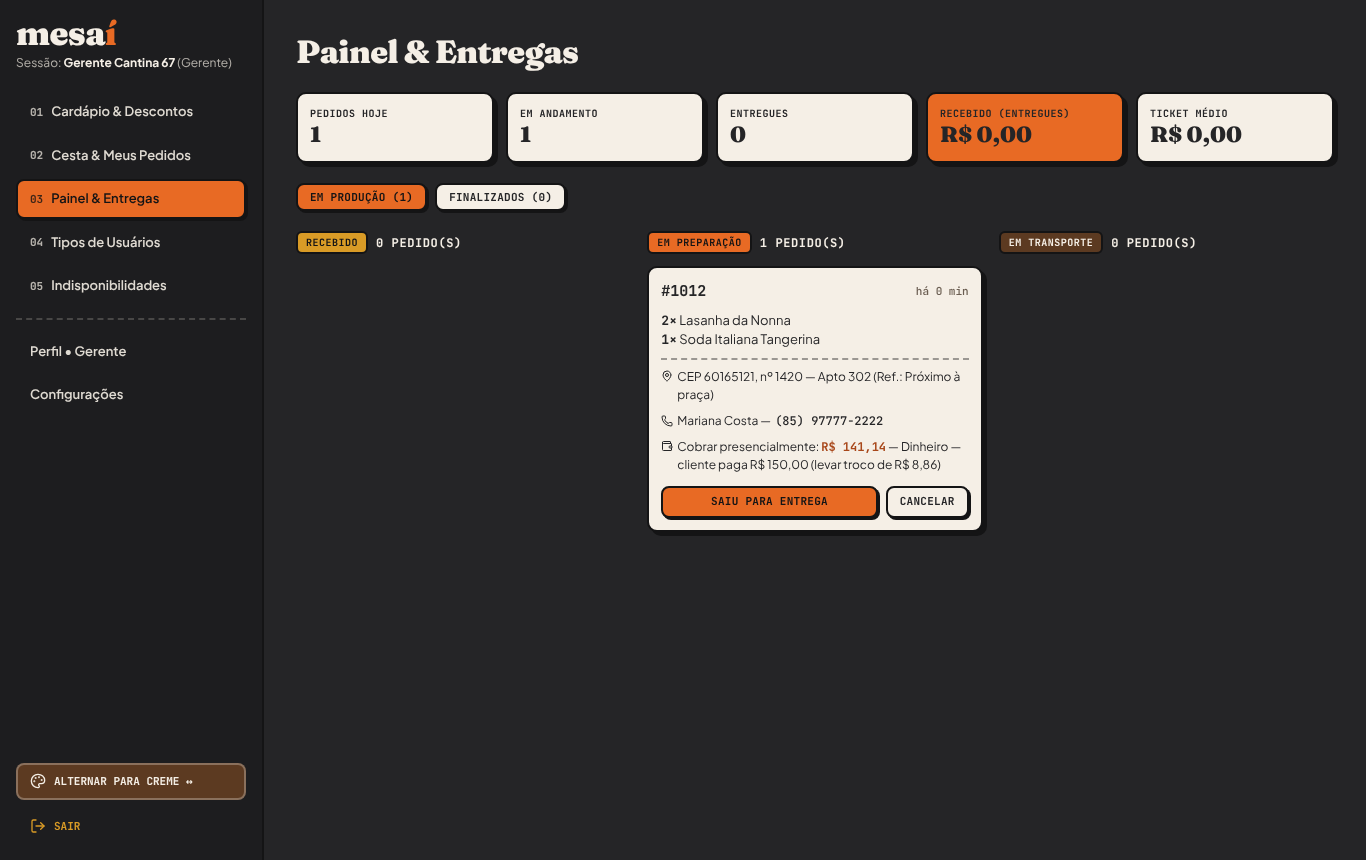 mesaí
Sessão: Gerente Cantina 67 (Gerente)
01 Cardápio & Descontos
02 Cesta & Meus Pedidos
03 Painel & Entregas
04 Tipos de Usuários
05 Indisponibilidades
Perfil • Gerente
Configurações
ALTERNAR PARA CREME ↔
SAIR
Painel & Entregas
PEDIDOS HOJE
1
EM ANDAMENTO
1
ENTREGUES
0
RECEBIDO (ENTREGUES)
R$ 0,00
TICKET MÉDIO
R$ 0,00
EM PRODUÇÃO (1)
FINALIZADOS (0)
RECEBIDO 0 PEDIDO(S)
EM PREPARAÇÃO 1 PEDIDO(S)
#1012 há 0 min
2× Lasanha da Nonna
1× Soda Italiana Tangerina
CEP 60165121, nº 1420 — Apto 302 (Ref.: Próximo à
praça)
Mariana Costa — (85) 97777-2222
Cobrar presencialmente: R$ 141,14 — Dinheiro —
cliente paga R$ 150,00 (levar troco de R$ 8,86)
SAIU PARA ENTREGA
CANCELAR
EM TRANSPORTE 0 PEDIDO(S)